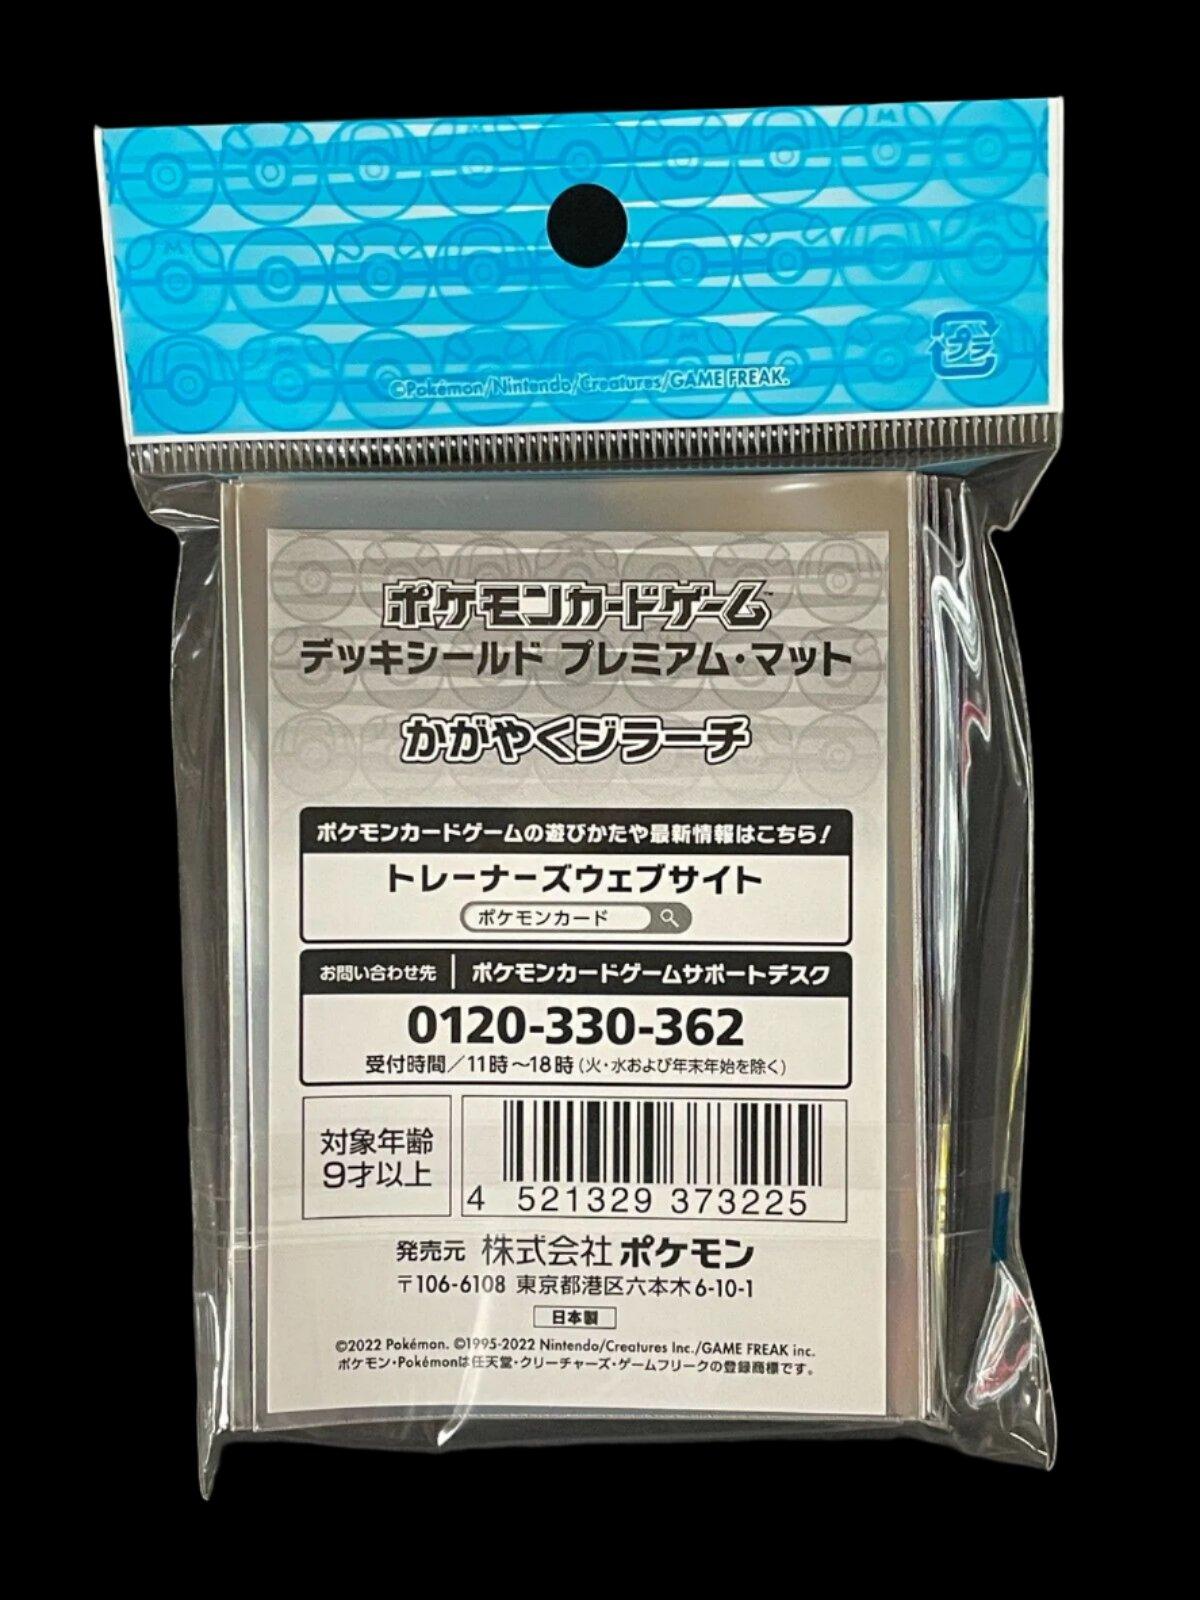 プラ
©Pokémon/Nintendo/Creatures/GAME FREAK.
ポケモンカードゲーム™
デッキシールド プレミアム・マット
かがやくジラーチ
ポケモンカードゲームの遊びかたや最新情報はこちら！
トレーナーズウェブサイト
ポケモンカード
お問い合わせ先 ポケモンカードゲームサポートデスク
0120-330-362
受付時間／11時～18時（火・水および年末年始を除く）
対象年齢
9才以上
4 521329 373225
発売元 株式会社ポケモン
〒106-6108 東京都港区六本木6-10-1
日本製
©2022 Pokémon. ©1995-2022 Nintendo/Creatures Inc./GAME FREAK inc.
ポケモン・Pokémonは任天堂・クリーチャーズ・ゲームフリークの登録商標です。